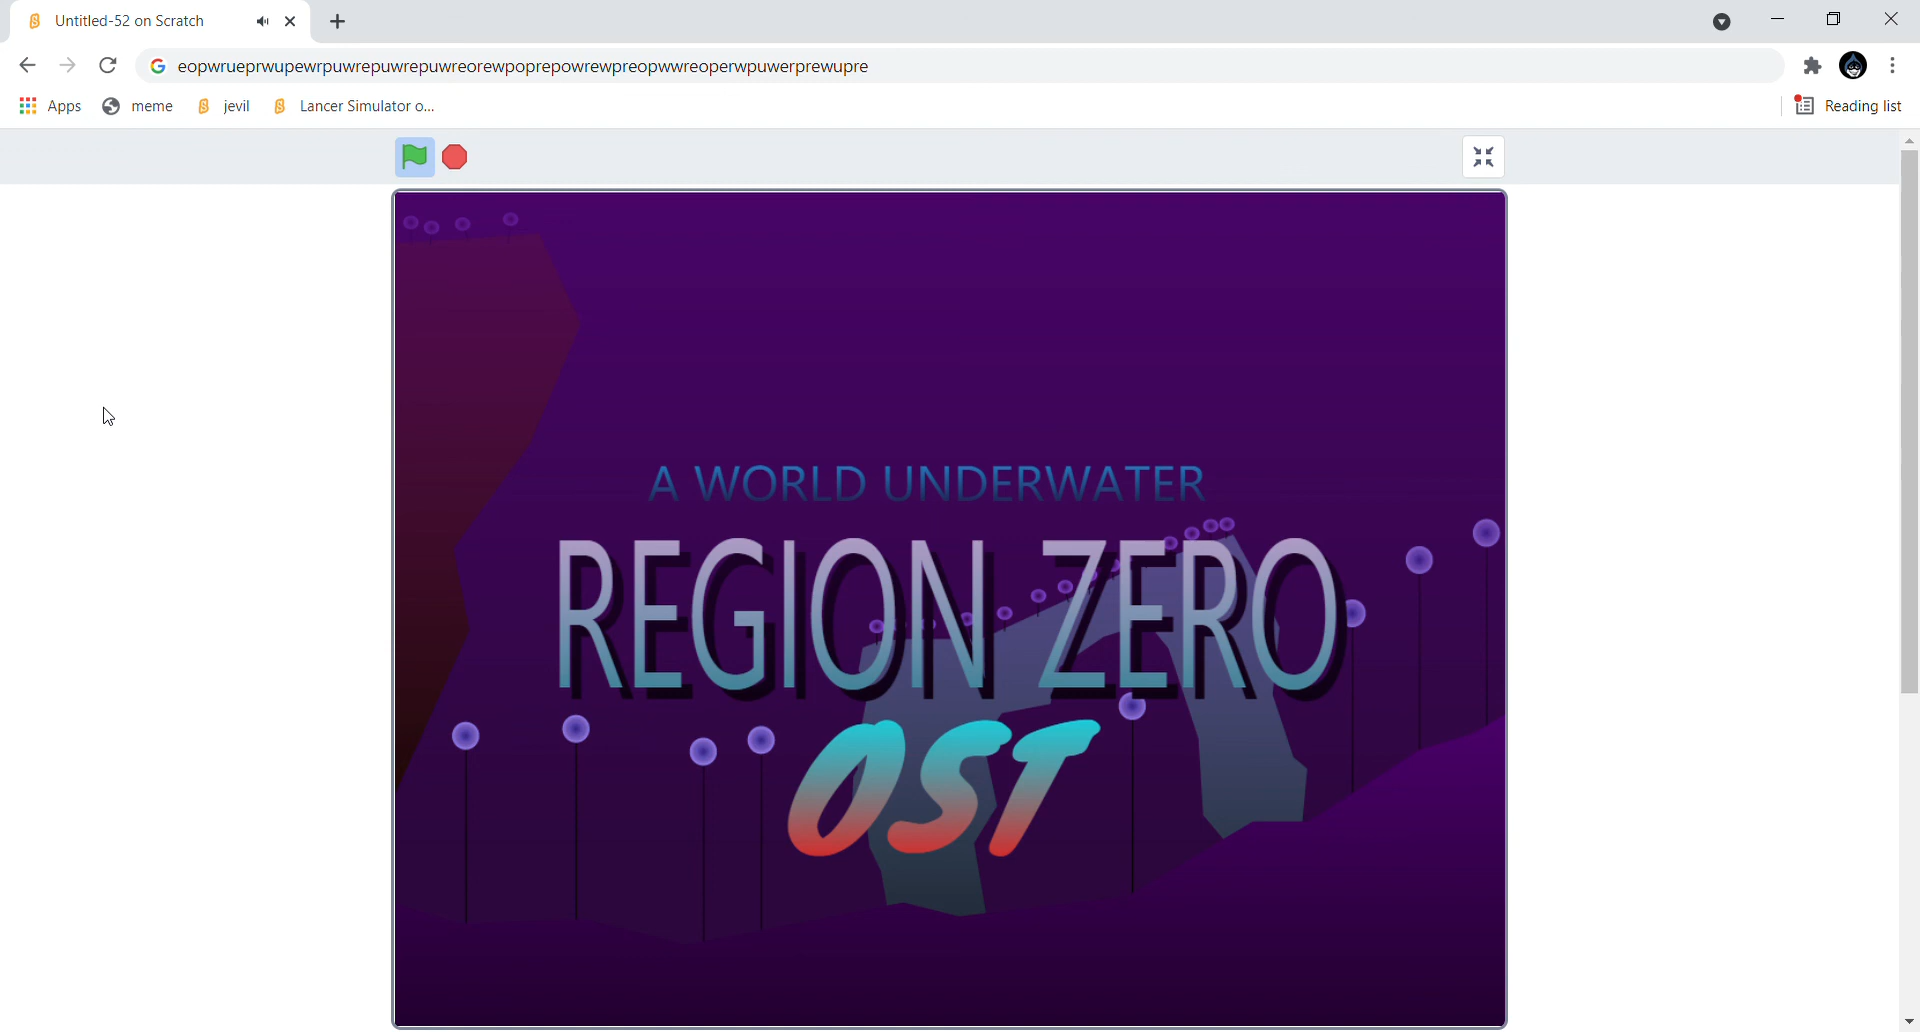 Untitled-52 on Scratch
eopwrueprwupewrpuwrepuwrepuwreorewpoprepowrewpreopwwreoperwpuwerprewupre
Apps meme jevil Lancer Simulator o... Reading list
A WORLD UNDERWATER
REGION ZERO
OST